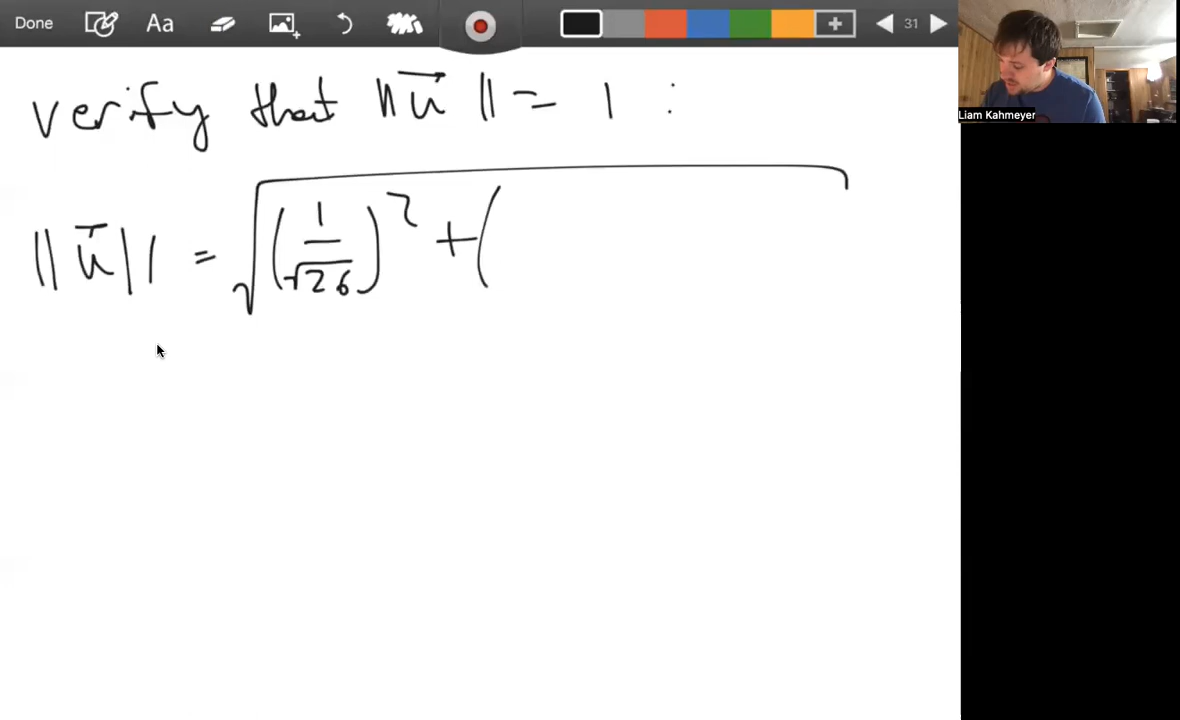 Done Aa 31
Liam Kahmeyer
verify that ||u⃗|| = 1 :
||u⃗|| = √((1/√26)² + (